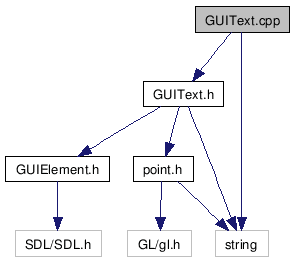 GUIText.cpp
GUIText.h
GUIElement.h
point.h
SDL/SDL.h
GL/gl.h
string